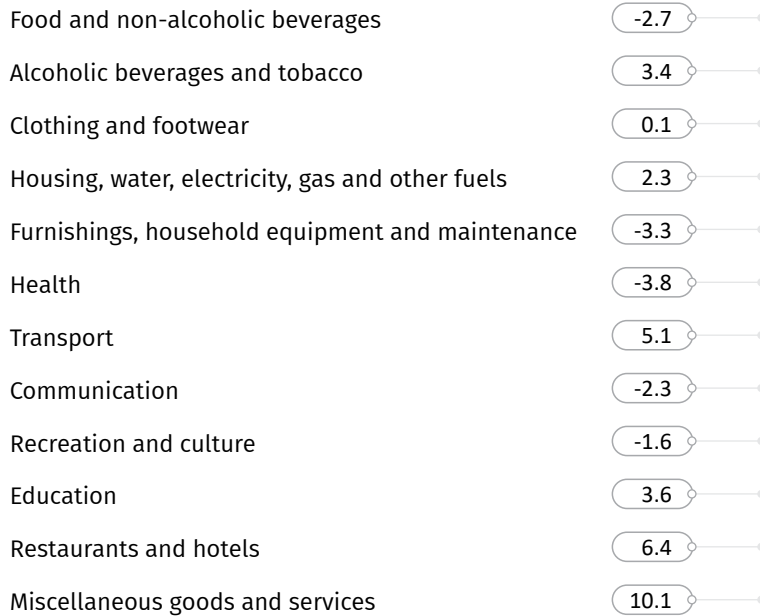 Food and non-alcoholic beverages -2.7
Alcoholic beverages and tobacco 3.4
Clothing and footwear 0.1
Housing, water, electricity, gas and other fuels 2.3
Furnishings, household equipment and maintenance -3.3
Health -3.8
Transport 5.1
Communication -2.3
Recreation and culture -1.6
Education 3.6
Restaurants and hotels 6.4
Miscellaneous goods and services 10.1